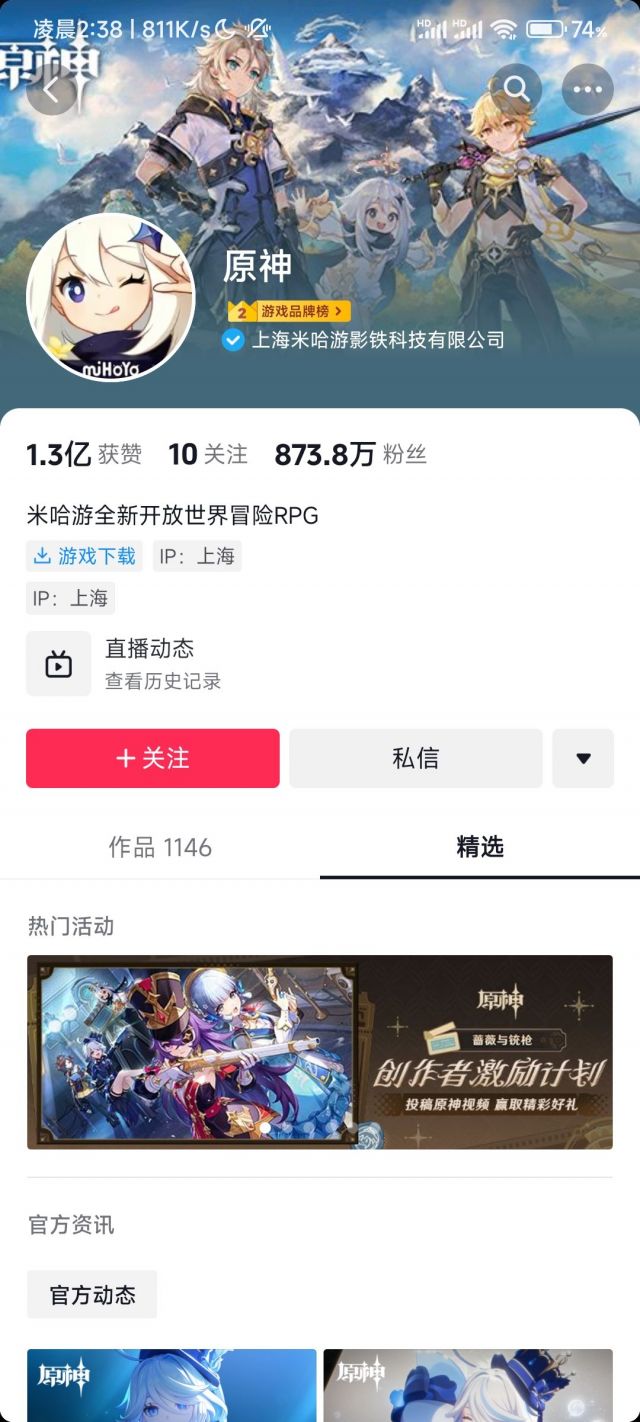 凌晨2:38 | 811K/s
HD HD 74%
原神
原神
miHoYo
2 游戏品牌榜 >
上海米哈游影铁科技有限公司
1.3亿 获赞 10 关注 873.8万 粉丝
米哈游全新开放世界冒险RPG
游戏下载 IP：上海
IP：上海
直播动态
查看历史记录
+ 关注 私信
作品 1146 精选
热门活动
原神
蔷薇与铳枪
创作者激励计划
投稿原神视频 赢取精彩好礼
官方资讯
官方动态
原神 原神